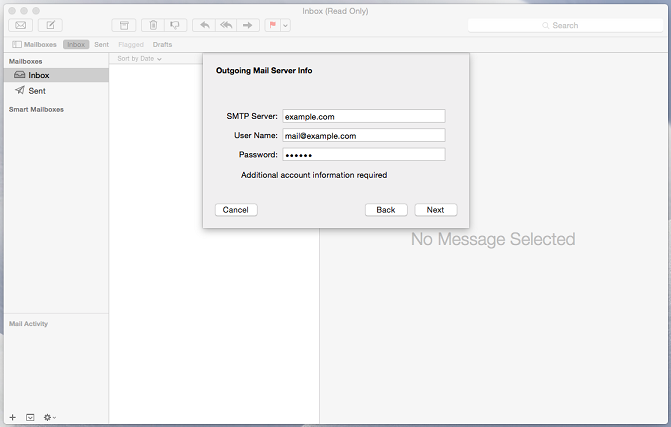 Inbox (Read Only)
Search
Mailboxes Inbox Sent Flagged Drafts
Mailboxes
Inbox
Sent
Smart Mailboxes
Sort by Date
Outgoing Mail Server Info
SMTP Server: example.com
User Name: mail@example.com
Password: ••••••
Additional account information required
Cancel Back Next
No Message Selected
Mail Activity